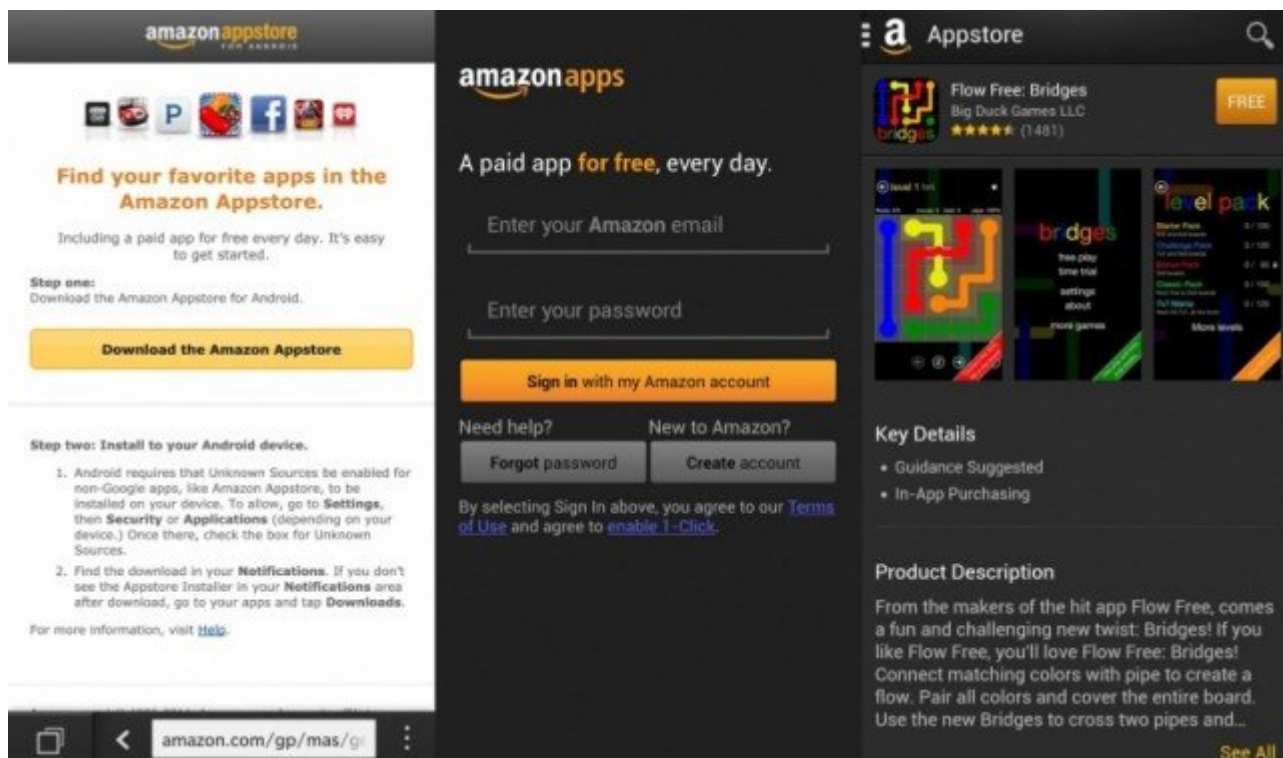 amazon appstore
FOR ANDROID
P
f
Find your favorite apps in the
Amazon Appstore.
Including a paid app for free every day. It's easy
to get started.
Step one:
Download the Amazon Appstore for Android.
Download the Amazon Appstore
Step two: Install to your Android device.
1. Android requires that Unknown Sources be enabled for
non-Google apps, like Amazon Appstore, to be
installed on your device. To allow, go to Settings,
then Security or Applications (depending on your
device.) Once there, check the box for Unknown
Sources.
2. Find the download in your Notifications. If you don't
see the Appstore Installer in your Notifications area
after download, go to your apps and tap Downloads.
For more information, visit Help.
amazon.com/gp/mas/g
amazon apps
A paid app for free, every day.
Enter your Amazon email
Enter your password
Sign in with my Amazon account
Need help? New to Amazon?
Forgot password Create account
By selecting Sign In above, you agree to our Terms
of Use and agree to enable 1-Click.
a Appstore
Flow Free: Bridges
Big Duck Games LLC
(1481)
FREE
bridges
level 1
bridges
free play
time trial
settings
about
more games
level pack
Starter Pack
Challenge Pack
Bonus Pack
Classic Pack
More levels
Key Details
• Guidance Suggested
• In-App Purchasing
Product Description
From the makers of the hit app Flow Free, comes
a fun and challenging new twist: Bridges! If you
like Flow Free, you'll love Flow Free: Bridges!
Connect matching colors with pipe to create a
flow. Pair all colors and cover the entire board.
Use the new Bridges to cross two pipes and...
See All